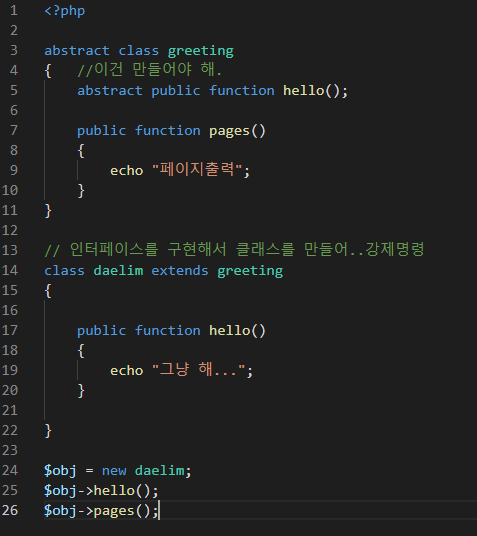 1 <?php
2
3 abstract class greeting
4 {   //이건 만들어야 해.
5     abstract public function hello();
6
7     public function pages()
8     {
9         echo "페이지출력";
10     }
11 }
12
13 // 인터페이스를 구현해서 클래스를 만들어..강제명령
14 class daelim extends greeting
15 {
16
17     public function hello()
18     {
19         echo "그냥 해...";
20     }
21
22 }
23
24 $obj = new daelim;
25 $obj->hello();
26 $obj->pages();